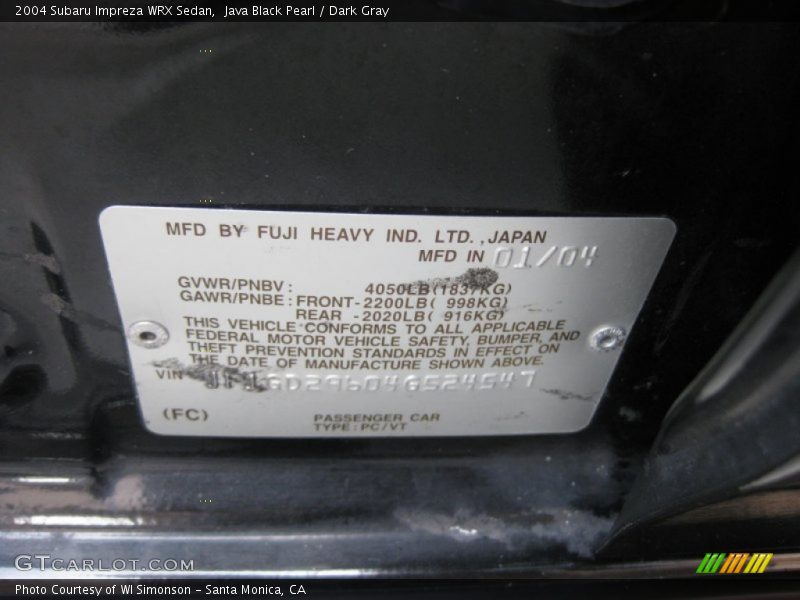 2004 Subaru Impreza WRX Sedan, Java Black Pearl / Dark Gray
MFD BY FUJI HEAVY IND. LTD., JAPAN
MFD IN 01/04
GVWR/PNBV: 4050LB(1837KG)
GAWR/PNBE: FRONT-2200LB( 998KG)
REAR -2020LB( 916KG)
THIS VEHICLE CONFORMS TO ALL APPLICABLE
FEDERAL MOTOR VEHICLE SAFETY, BUMPER, AND
THEFT PREVENTION STANDARDS IN EFFECT ON
THE DATE OF MANUFACTURE SHOWN ABOVE.
VIN JF1GD29604G524547
(FC) PASSENGER CAR
TYPE:PC/VT
GTCARLOT.COM
Photo Courtesy of WI Simonson - Santa Monica, CA